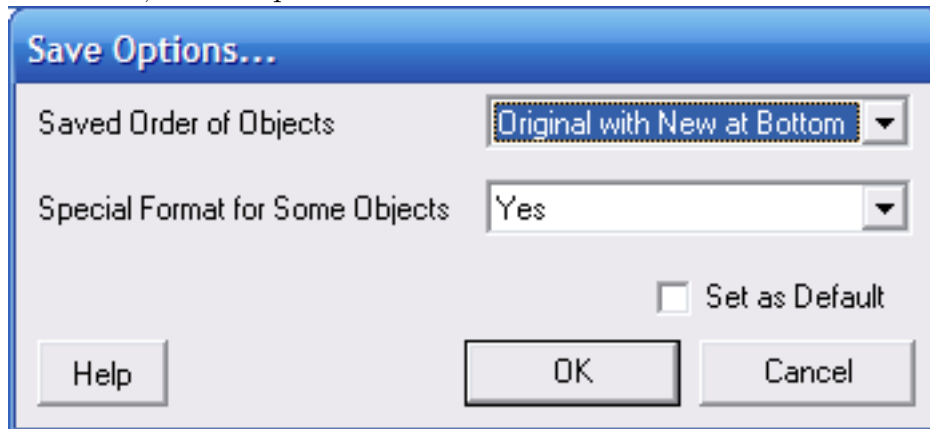 Save Options...
Saved Order of Objects
Original with New at Bottom
Special Format for Some Objects
Yes
Set as Default
Help
OK
Cancel